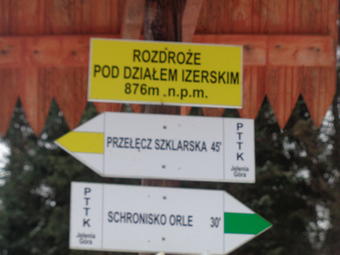 ROZDROŻE
POD DZIAŁEM IZERSKIM
876m .n.p.m.
PRZEŁĘCZ SZKLARSKA 45'
PTTK
Jelenia
Góra
PTTK
Jelenia
Góra
SCHRONISKO ORLE 30'